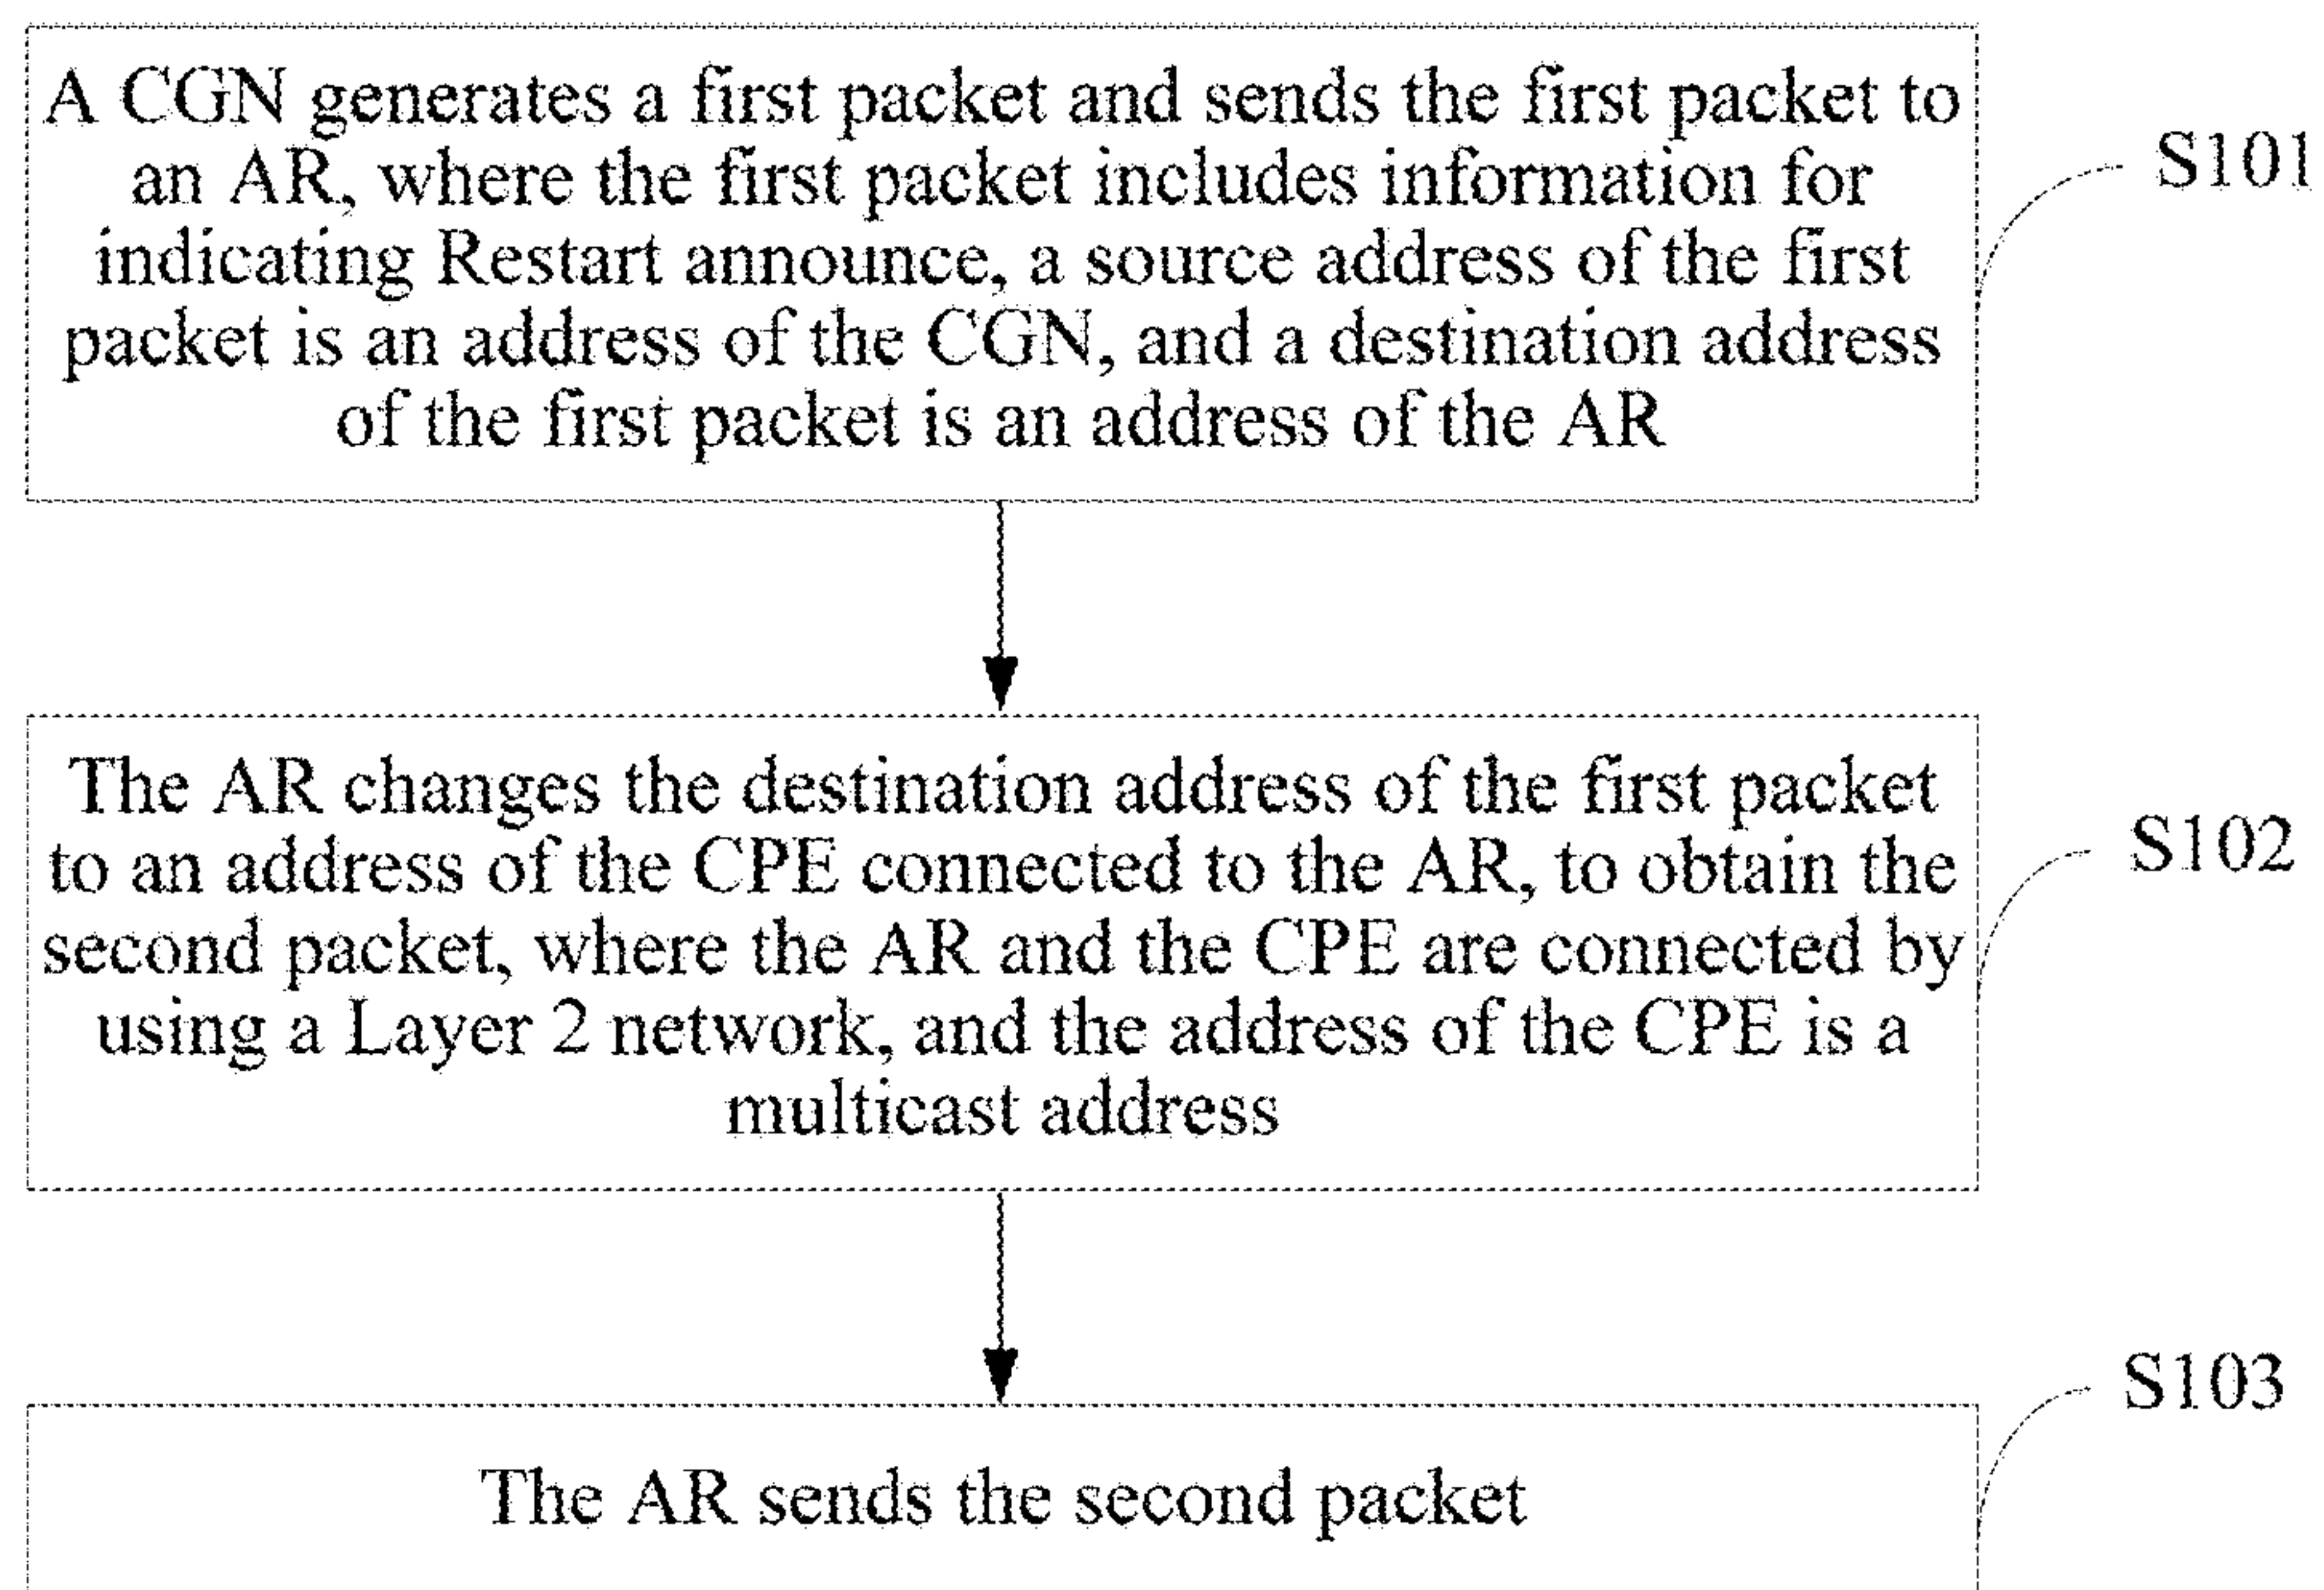 A CGN generates a first packet and sends the first packet to
an AR, where the first packet includes information for
indicating Restart announce, a source address of the first
packet is an address of the CGN, and a destination address
of the first packet is an address of the AR
S101
The AR changes the destination address of the first packet
to an address of the CPE connected to the AR, to obtain the
second packet, where the AR and the CPE are connected by
using a Layer 2 network, and the address of the CPE is a
multicast address
S102
The AR sends the second packet
S103